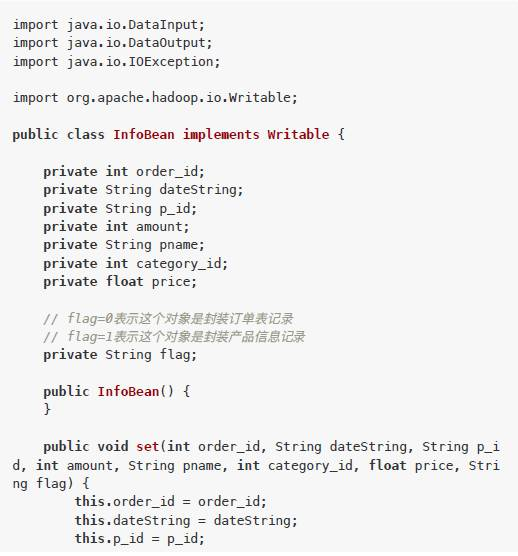 import java.io.DataInput;
import java.io.DataOutput;
import java.io.IOException;

import org.apache.hadoop.io.Writable;

public class InfoBean implements Writable {

    private int order_id;
    private String dateString;
    private String p_id;
    private int amount;
    private String pname;
    private int category_id;
    private float price;

    // flag=0表示这个对象是封装订单表记录
    // flag=1表示这个对象是封装产品信息记录
    private String flag;

    public InfoBean() {
    }

    public void set(int order_id, String dateString, String p_i
d, int amount, String pname, int category_id, float price, Stri
ng flag) {
        this.order_id = order_id;
        this.dateString = dateString;
        this.p_id = p_id;